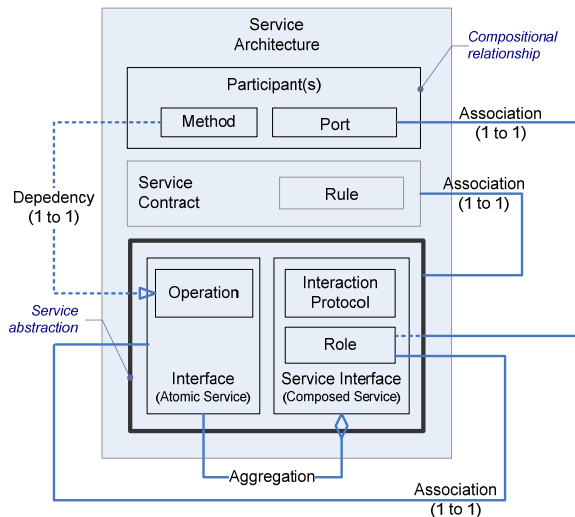 Service
Architecture
Compositional
relationship
Participant(s)
Method
Port
Association
(1 to 1)
Service
Contract
Rule
Association
(1 to 1)
Depedency
(1 to 1)
Operation
Interaction
Protocol
Service
abstraction
Role
Interface
(Atomic Service)
Service Interface
(Composed Service)
Aggregation
Association
(1 to 1)